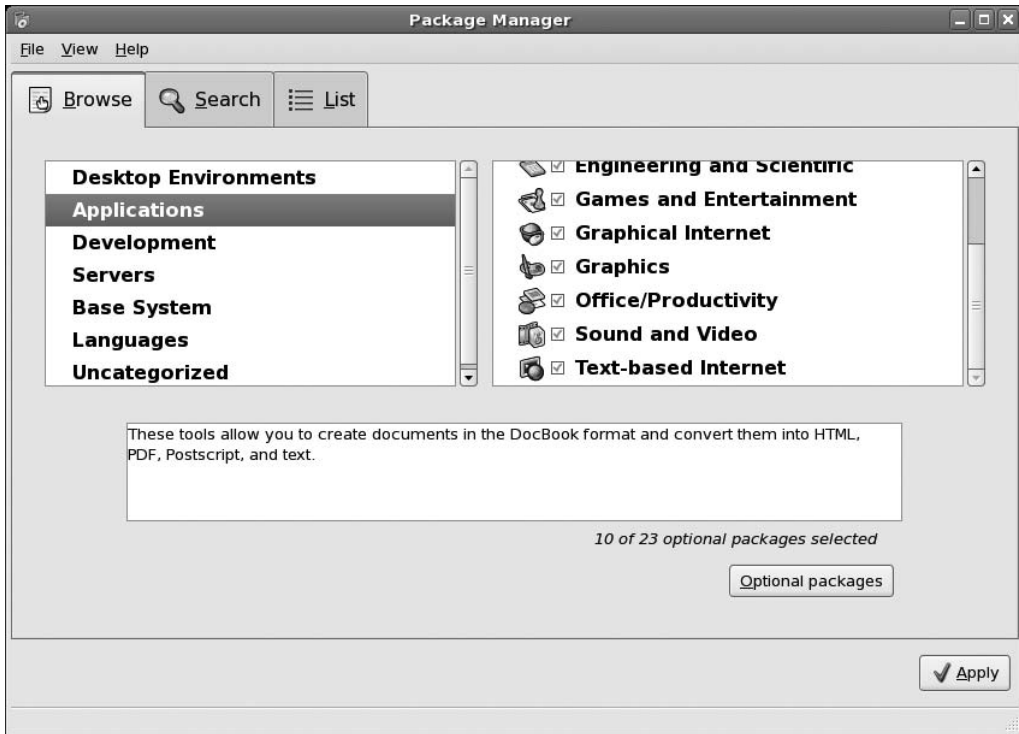 Package Manager
File View Help
Browse Search List
Desktop Environments
Applications
Development
Servers
Base System
Languages
Uncategorized
Engineering and Scientific
Games and Entertainment
Graphical Internet
Graphics
Office/Productivity
Sound and Video
Text-based Internet
These tools allow you to create documents in the DocBook format and convert them into HTML,
PDF, Postscript, and text.
10 of 23 optional packages selected
Optional packages
Apply